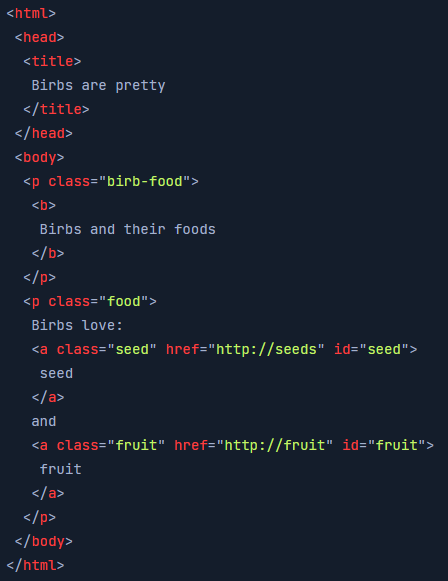 <html>
 <head>
  <title>
   Birbs are pretty
  </title>
 </head>
 <body>
  <p class="birb-food">
   <b>
    Birbs and their foods
   </b>
  </p>
  <p class="food">
   Birbs love:
   <a class="seed" href="http://seeds" id="seed">
    seed
   </a>
   and
   <a class="fruit" href="http://fruit" id="fruit">
    fruit
   </a>
  </p>
 </body>
</html>